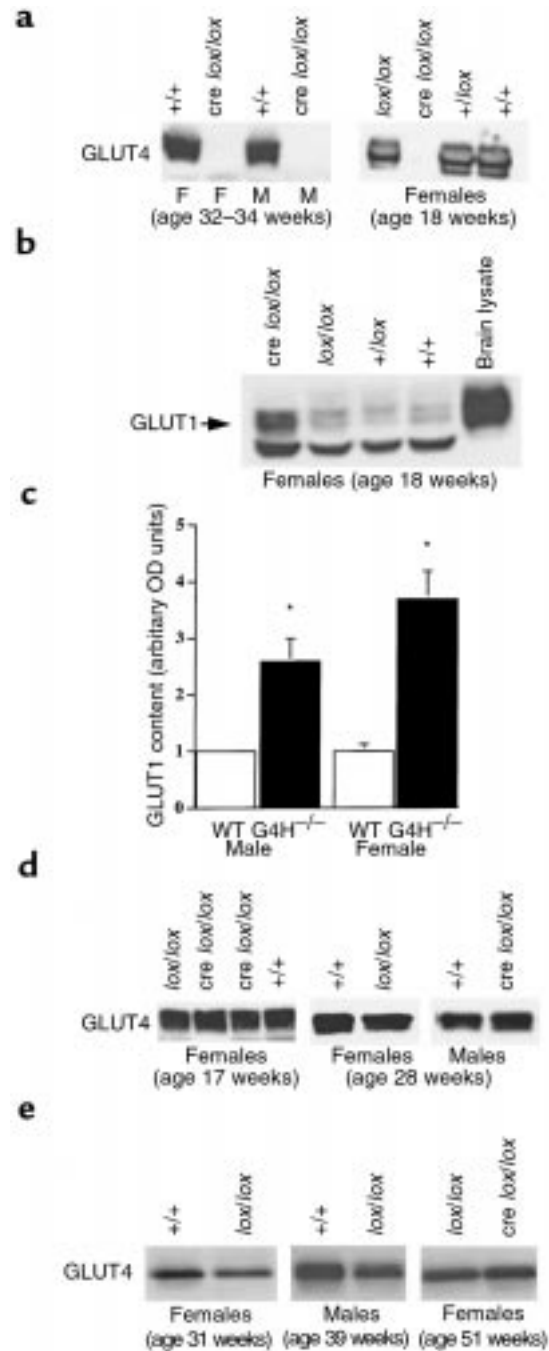 a
+/+ cre lox/lox +/+ cre lox/lox lox/lox cre lox/lox +/lox +/+
GLUT4
F F M M
(age 32–34 weeks)
Females
(age 18 weeks)
b
cre lox/lox lox/lox +/lox +/+ Brain lysate
GLUT1
Females (age 18 weeks)
c
GLUT1 content (arbitary OD units)
5
4
3
2
1
0
* *
WT G4H−/− WT G4H−/−
Male Female
d
lox/lox cre lox/lox cre lox/lox +/+ +/+ lox/lox +/+ cre lox/lox
GLUT4
Females Females Males
(age 17 weeks) (age 28 weeks)
e
+/+ lox/lox +/+ lox/lox lox/lox cre lox/lox
GLUT4
Females Males Females
(age 31 weeks) (age 39 weeks) (age 51 weeks)